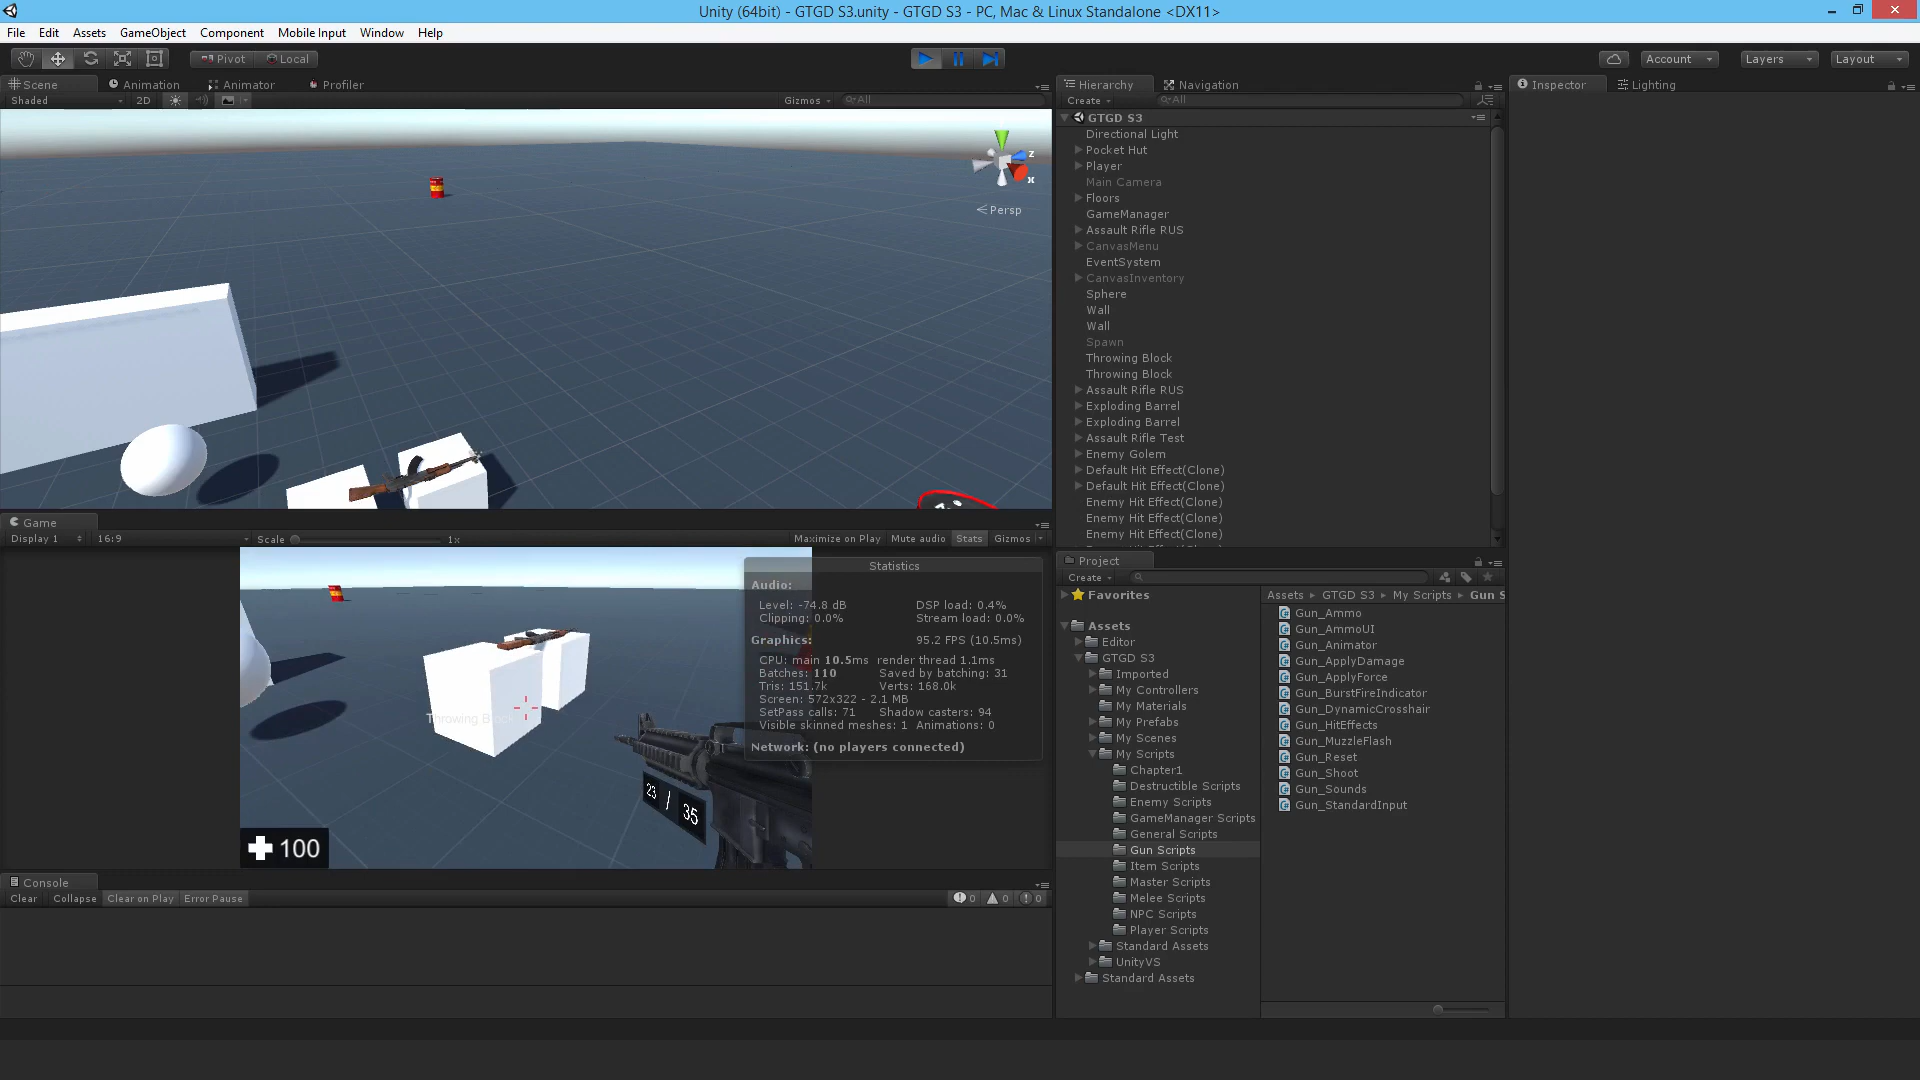 Unity (64bit) - GTGD S3.unity - GTGD S3 - PC, Mac & Linux Standalone <DX11>
File Edit Assets GameObject Component Mobile Input Window Help
Pivot Local Account Layers Layout
Scene Animation Animator Profiler
Shaded 2D Gizmos All
z
x
Persp
Hierarchy Navigation
Create All
GTGD S3
Directional Light
Pocket Hut
Player
Main Camera
Floors
GameManager
Assault Rifle RUS
CanvasMenu
EventSystem
CanvasInventory
Sphere
Wall
Wall
Spawn
Throwing Block
Throwing Block
Assault Rifle RUS
Exploding Barrel
Exploding Barrel
Assault Rifle Test
Enemy Golem
Default Hit Effect(Clone)
Default Hit Effect(Clone)
Enemy Hit Effect(Clone)
Enemy Hit Effect(Clone)
Enemy Hit Effect(Clone)
Inspector Lighting
Game
Display 1 16:9 Scale 1x Maximize on Play Mute audio Stats Gizmos
Statistics
Audio:
Level: -74.8 dB DSP load: 0.4%
Clipping: 0.0% Stream load: 0.0%
Graphics: 95.2 FPS (10.5ms)
CPU: main 10.5ms render thread 1.1ms
Batches: 110 Saved by batching: 31
Tris: 151.7k Verts: 168.0k
Screen: 572x322 - 2.1 MB
SetPass calls: 71 Shadow casters: 94
Visible skinned meshes: 1 Animations: 0
Network: (no players connected)
Throwing Block
23 / 35
100
Console
Clear Collapse Clear on Play Error Pause 0 0 0
Project
Create
Favorites
Assets
Editor
GTGD S3
Imported
My Controllers
My Materials
My Prefabs
My Scenes
My Scripts
Chapter1
Destructible Scripts
Enemy Scripts
GameManager Scripts
General Scripts
Gun Scripts
Item Scripts
Master Scripts
Melee Scripts
NPC Scripts
Player Scripts
Standard Assets
UnityVS
Standard Assets
Assets GTGD S3 My Scripts Gun S
Gun_Ammo
Gun_AmmoUI
Gun_Animator
Gun_ApplyDamage
Gun_ApplyForce
Gun_BurstFireIndicator
Gun_DynamicCrosshair
Gun_HitEffects
Gun_MuzzleFlash
Gun_Reset
Gun_Shoot
Gun_Sounds
Gun_StandardInput